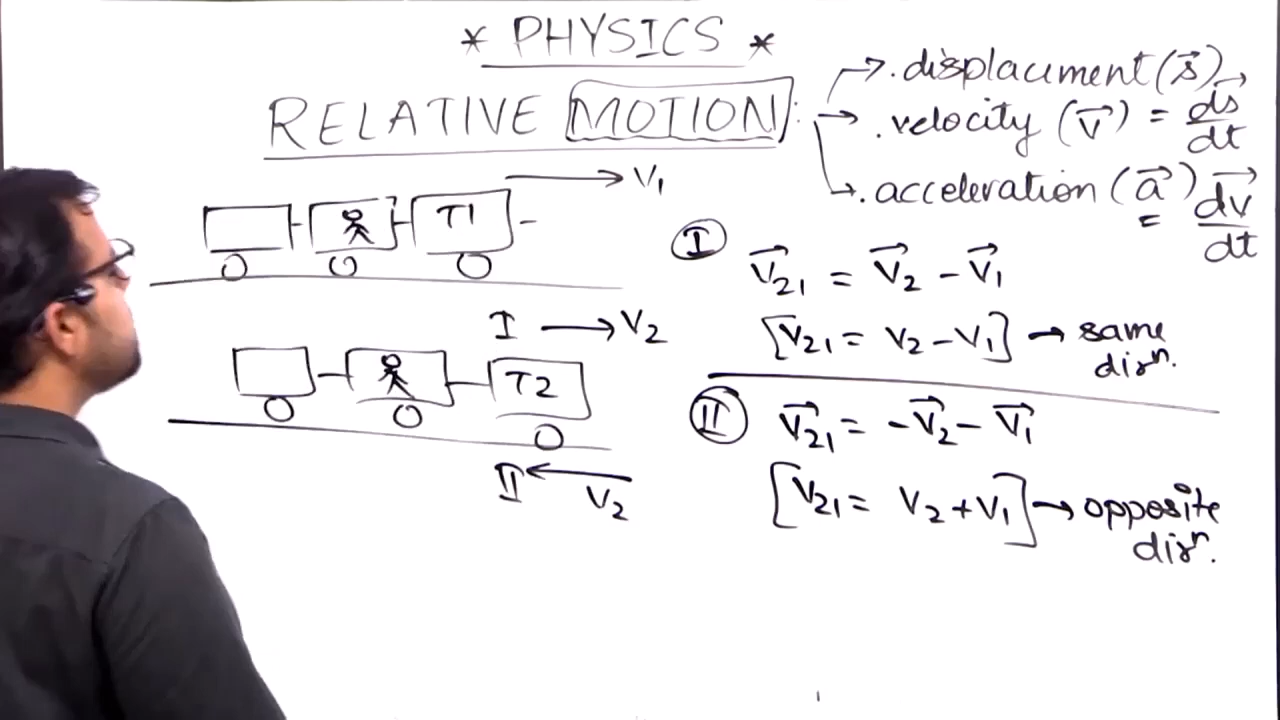 * PHYSICS *
RELATIVE MOTION :
→ . displacement (s⃗)
→ . velocity (v⃗) = ds⃗/dt
→ . acceleration (a⃗) dv⃗/dt
=
→ V₁
T1
I → V₂
T2
II ← V₂
(I) V⃗₂₁ = V⃗₂ − V⃗₁
[V₂₁ = V₂ − V₁] → same dirⁿ.
(II) V⃗₂₁ = −V⃗₂ − V⃗₁
[V₂₁ = V₂ + V₁] → opposite dirⁿ.